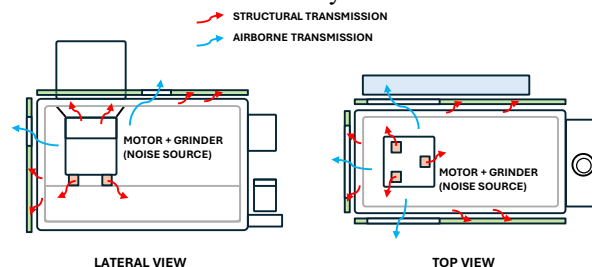 STRUCTURAL TRANSMISSION
AIRBORNE TRANSMISSION
MOTOR + GRINDER
(NOISE SOURCE)
MOTOR + GRINDER
(NOISE SOURCE)
LATERAL VIEW
TOP VIEW